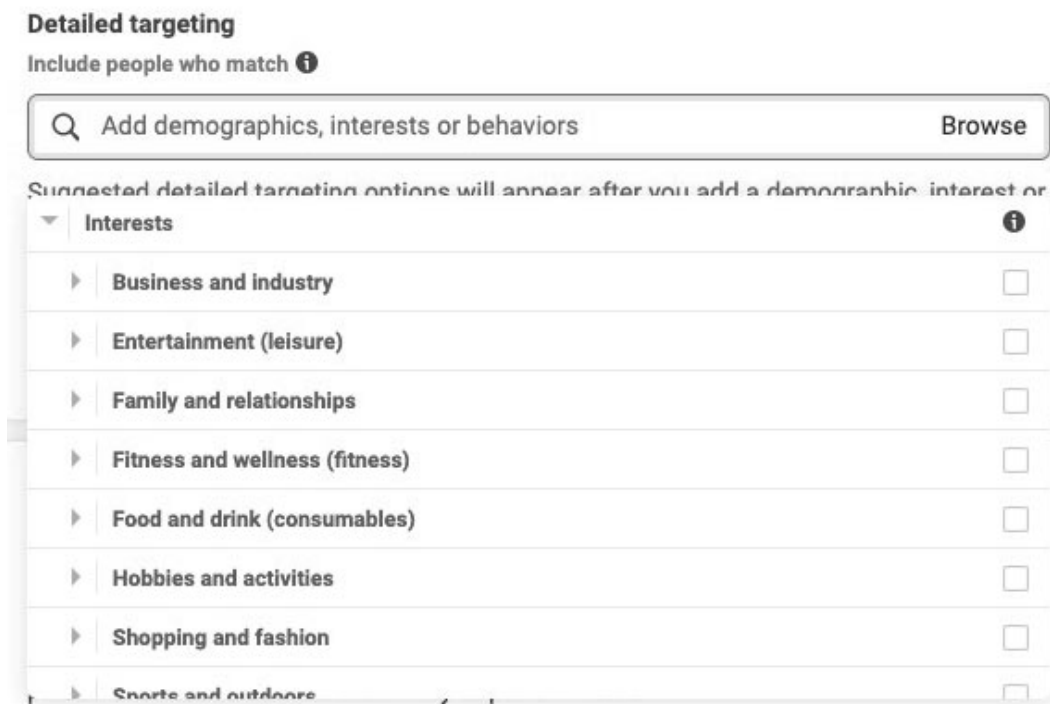 Detailed targeting
Include people who match
Add demographics, interests or behaviors Browse
Suggested detailed targeting options will appear after you add a demographic, interest or
Interests
Business and industry
Entertainment (leisure)
Family and relationships
Fitness and wellness (fitness)
Food and drink (consumables)
Hobbies and activities
Shopping and fashion
Sports and outdoors